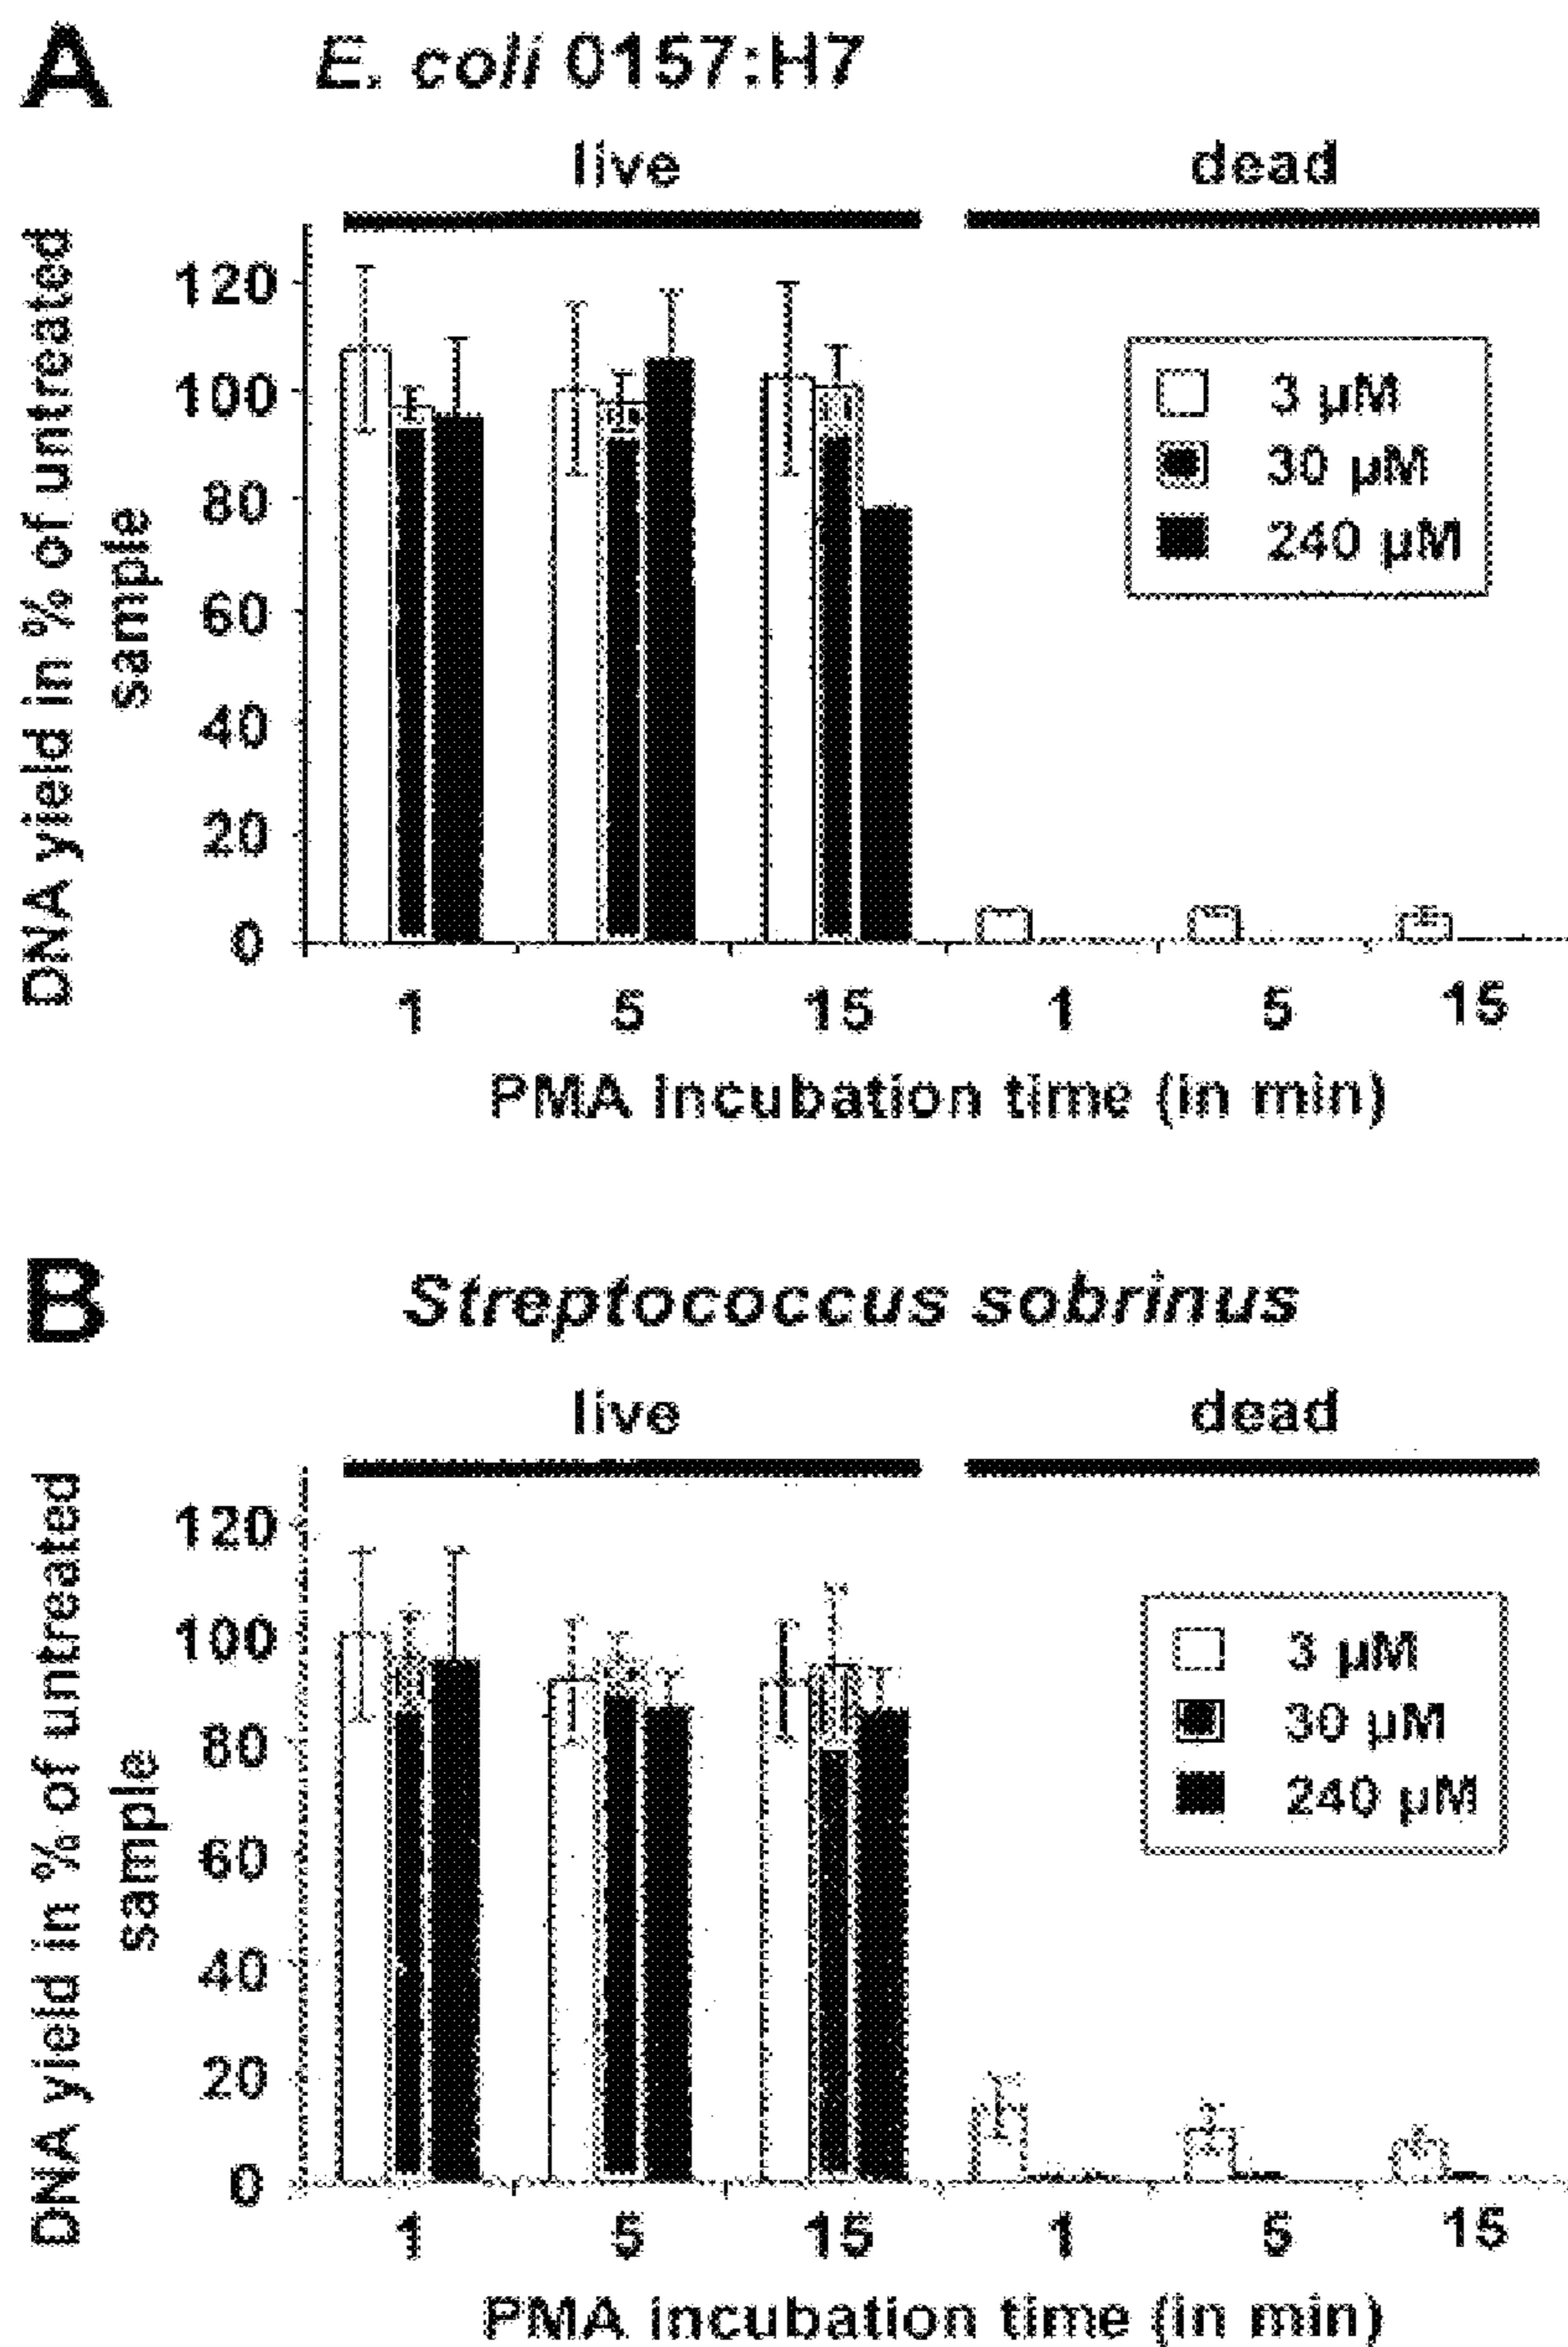 A
E. coli 0157:H7
live dead
DNA yield in % of untreated
sample
120
100
80
60
40
20
0
3 µM
30 µM
240 µM
1 5 15 1 5 15
PMA incubation time (in min)
B
Streptococcus sobrinus
live dead
DNA yield in % of untreated
sample
120
100
80
60
40
20
0
3 µM
30 µM
240 µM
1 5 15 1 5 15
PMA incubation time (in min)